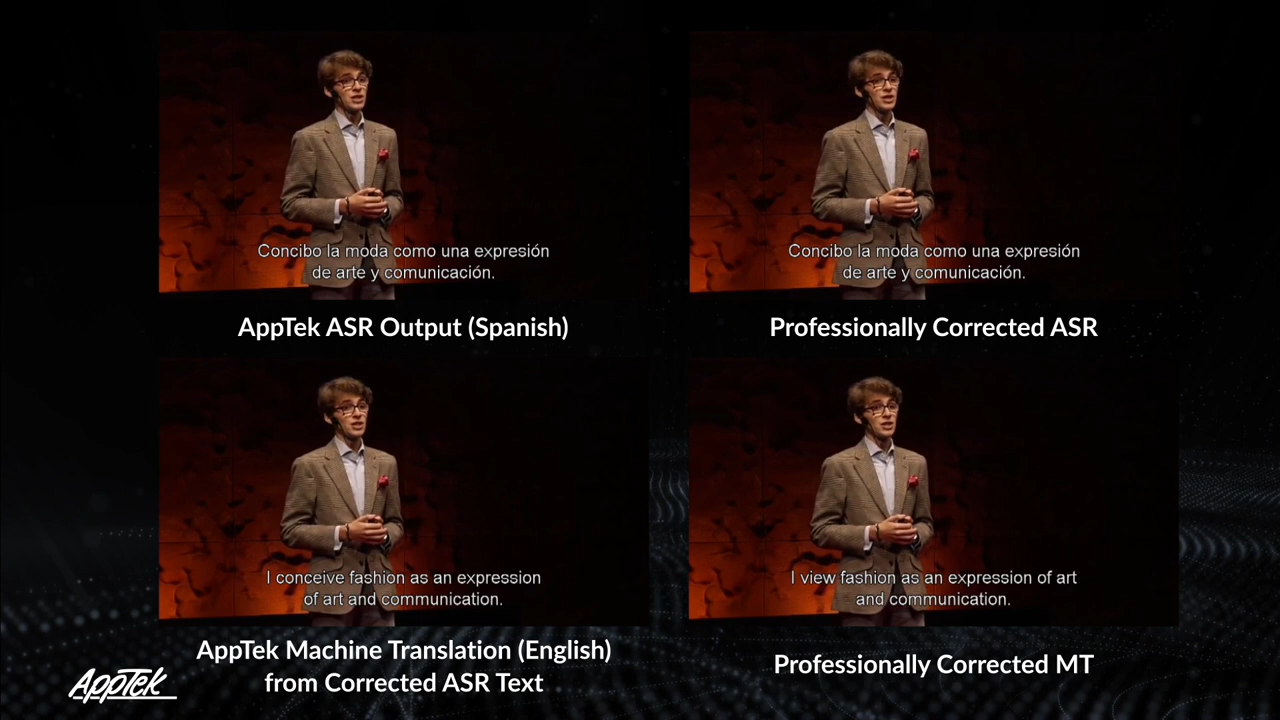 Concibo la moda como una expresión
de arte y comunicación.
AppTek ASR Output (Spanish)
Concibo la moda como una expresión
de arte y comunicación.
Professionally Corrected ASR
I conceive fashion as an expression
of art and communication.
AppTek Machine Translation (English)
from Corrected ASR Text
I view fashion as an expression of art
and communication.
Professionally Corrected MT
AppTek